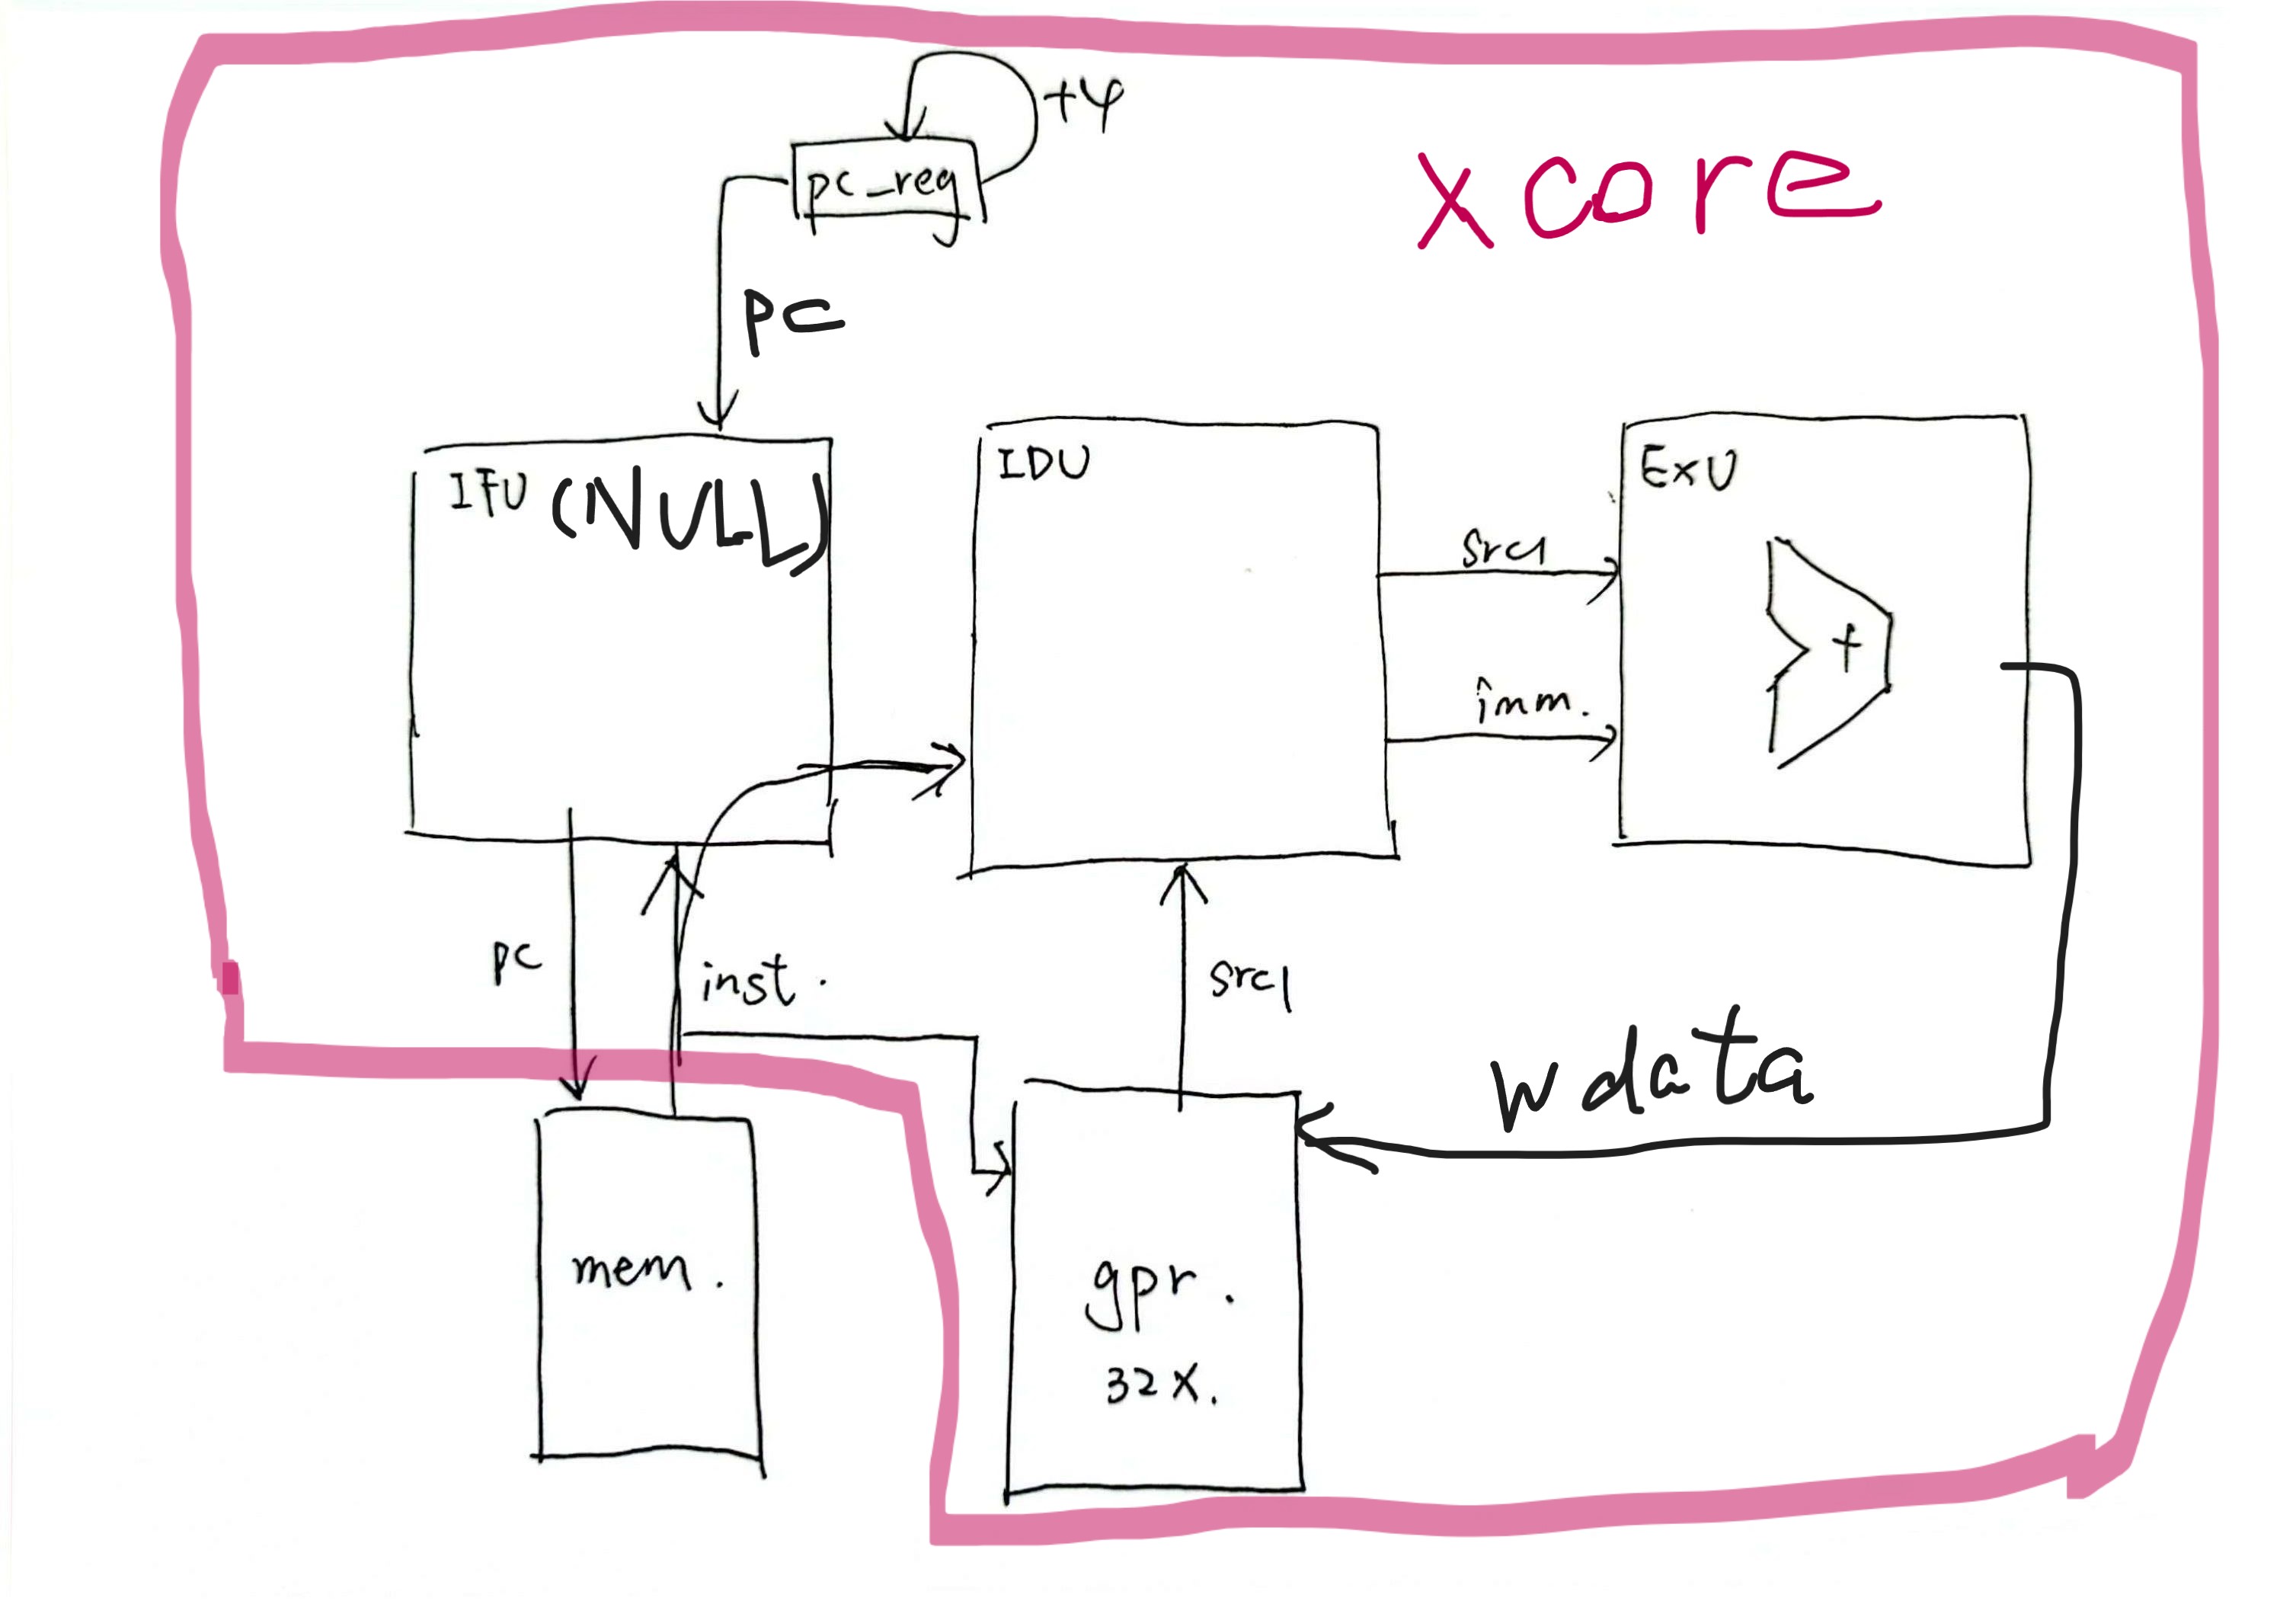 +4
pc_reg
xcore
pc
IFU (NULL)
IDU
EXU
src1
+
imm.
pc
inst.
src1
wdata
mem.
gpr.
32X.